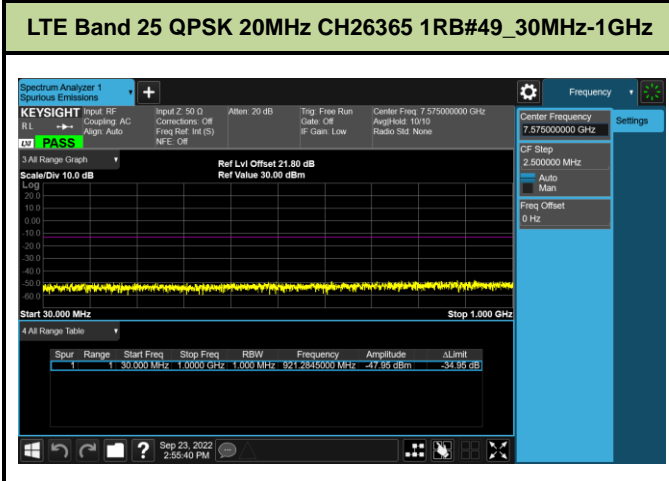 LTE Band 25 QPSK 20MHz CH26365 1RB#49_30MHz-1GHz
Spectrum Analyzer 1
Spurious Emissions
Frequency
KEYSIGHT Input: RF Input Z: 50 Ω Atten: 20 dB Trig: Free Run Center Freq: 7.575000000 GHz
R L Coupling: AC Corrections: Off Gate: Off Avg|Hold: 10/10
Align: Auto Freq Ref: Int (S) IF Gain: Low Radio Std: None
LXI PASS NFE: Off
Center Frequency
7.575000000 GHz
Settings
CF Step
2.500000 MHz
Auto
Man
Freq Offset
0 Hz
3 All Range Graph
Ref Lvl Offset 21.80 dB
Scale/Div 10.0 dB Ref Value 30.00 dBm
Log
20.0
10.0
0.00
-10.0
-20.0
-30.0
-40.0
-50.0
-60.0
Start 30.000 MHz Stop 1.000 GHz
4 All Range Table
Spur Range Start Freq Stop Freq RBW Frequency Amplitude ΔLimit
1 1 30.000 MHz 1.0000 GHz 1.000 MHz 921.2845000 MHz -47.95 dBm -34.95 dB
?
Sep 23, 2022
2:55:40 PM